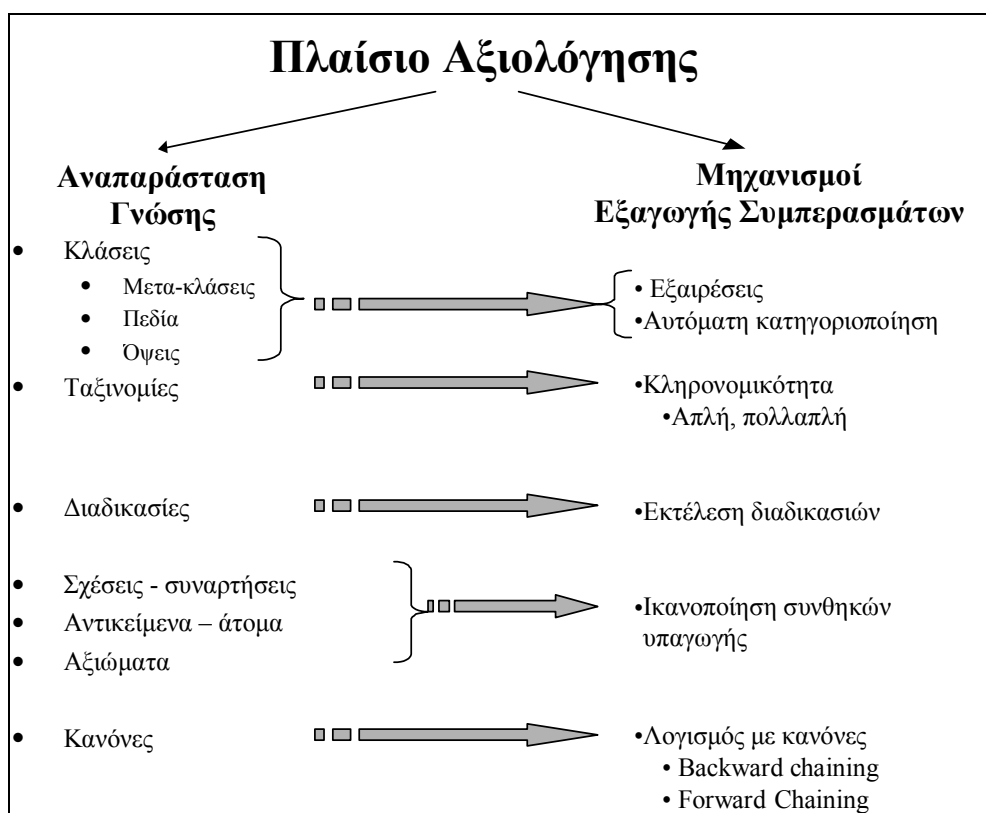 Πλαίσιο Αξιολόγησης
Αναπαράσταση
Γνώσης
• Κλάσεις
• Μετα-κλάσεις
• Πεδία
• Όψεις
• Ταξινομίες
• Διαδικασίες
• Σχέσεις - συναρτήσεις
• Αντικείμενα – άτομα
• Αξιώματα
• Κανόνες
Μηχανισμοί
Εξαγωγής Συμπερασμάτων
• Εξαιρέσεις
•Αυτόματη κατηγοριοποίηση
•Κληρονομικότητα
•Απλή, πολλαπλή
•Εκτέλεση διαδικασιών
•Ικανοποίηση συνθηκών
υπαγωγής
•Λογισμός με κανόνες
• Backward chaining
• Forward Chaining